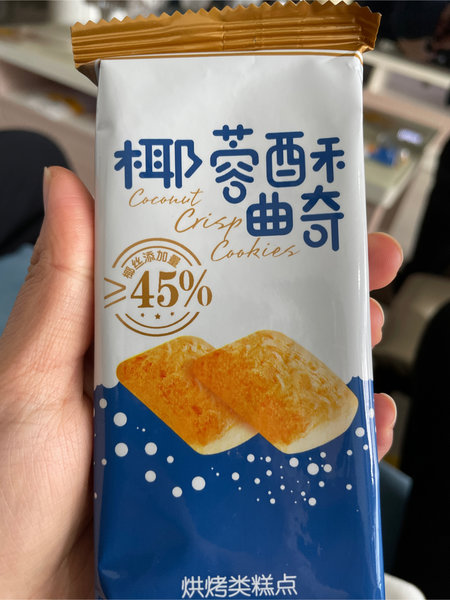 椰蓉酥
曲奇
Coconut
Crisp
Cookies
椰丝添加量
≥45%
烘烤类糕点